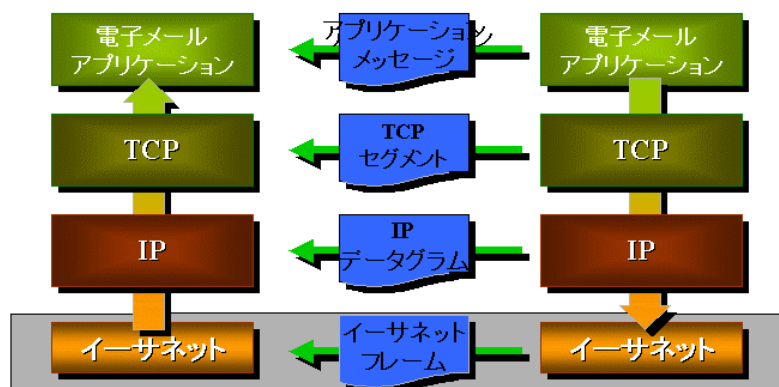 電子メール
アプリケーション
アプリケーション
メッセージ
電子メール
アプリケーション
TCP
TCP
セグメント
TCP
IP
IP
データグラム
IP
イーサネット
イーサネット
フレーム
イーサネット